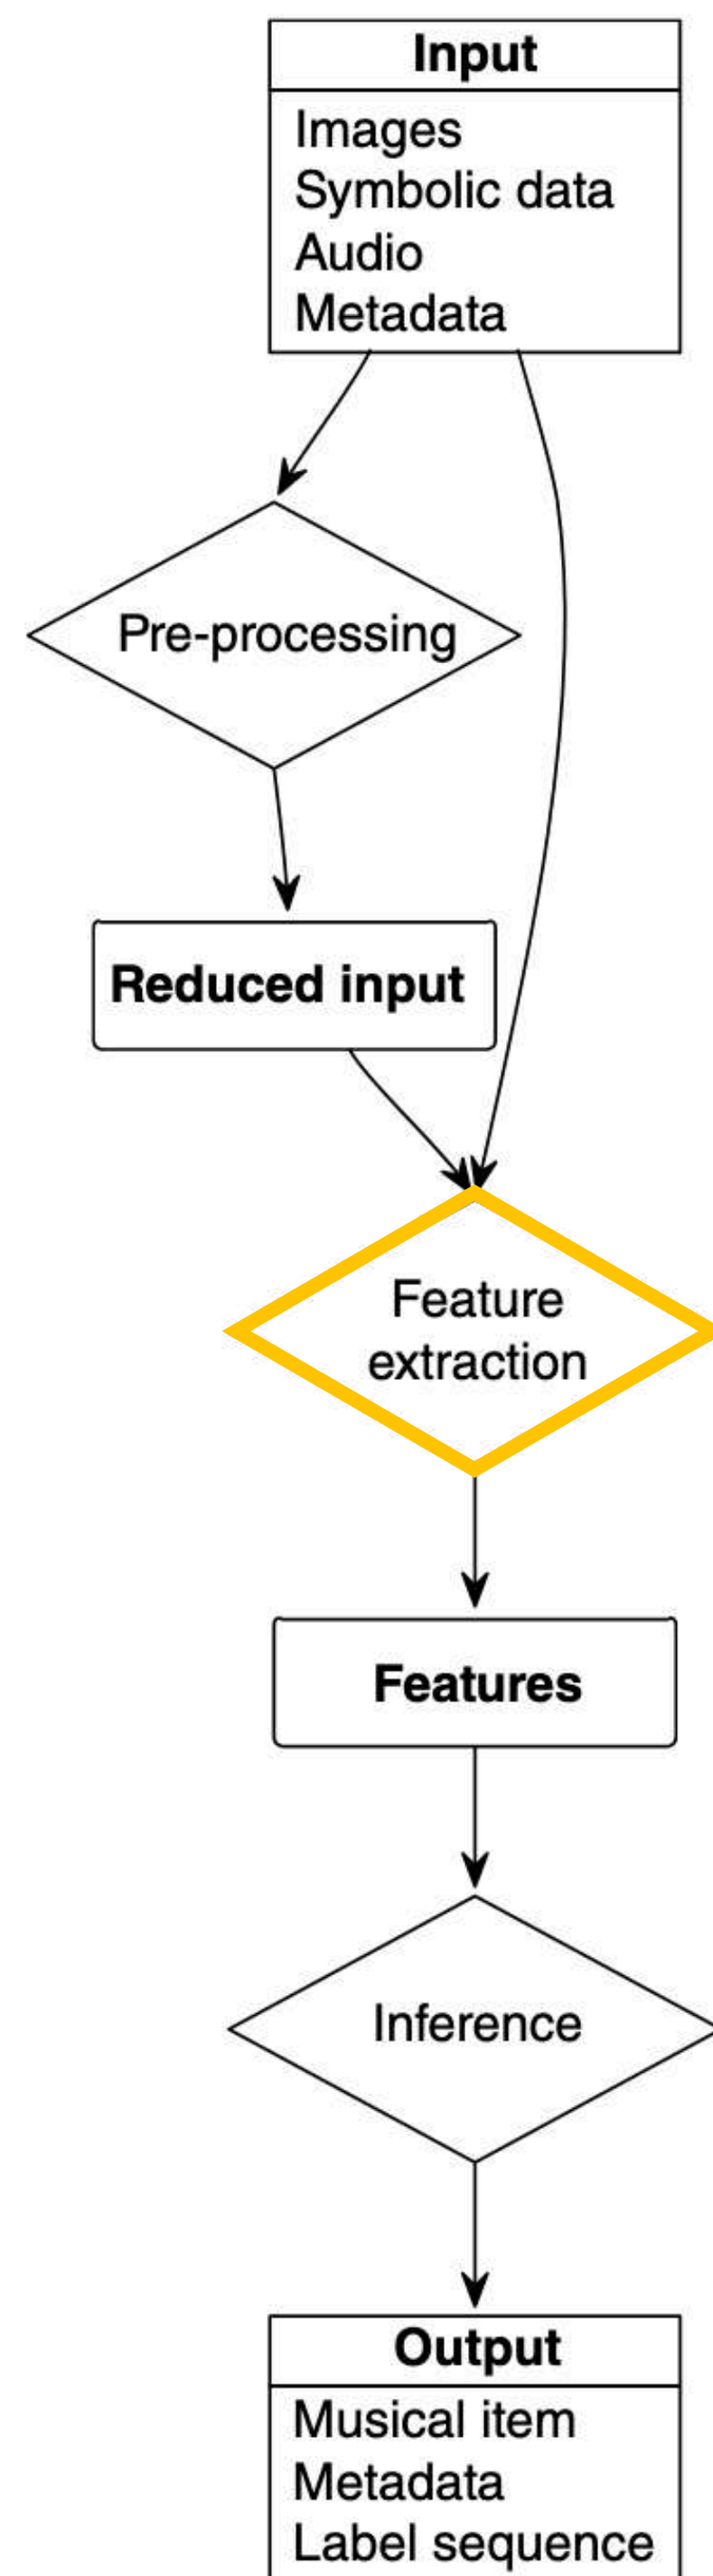 Input
Images
Symbolic data
Audio
Metadata
Pre-processing
Reduced input
Feature
extraction
Features
Inference
Output
Musical item
Metadata
Label sequence